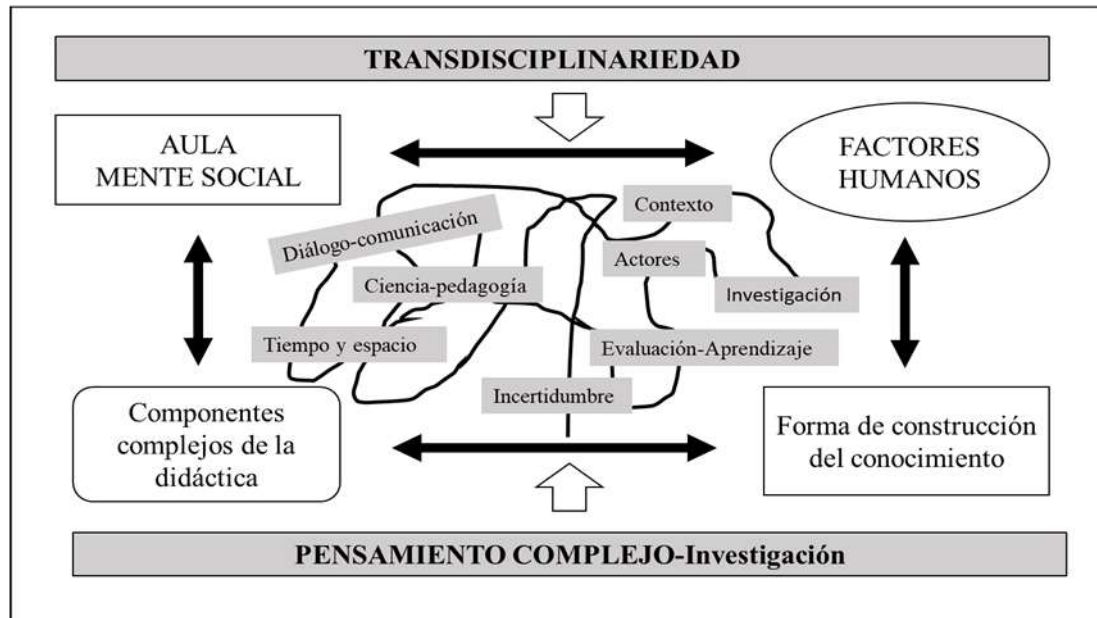 TRANSDISCIPLINARIEDAD
AULA
MENTE SOCIAL
FACTORES
HUMANOS
Contexto
Diálogo-comunicación
Actores
Ciencia-pedagogía
Investigación
Tiempo y espacio
Evaluación-Aprendizaje
Incertidumbre
Componentes
complejos de la
didáctica
Forma de construcción
del conocimiento
PENSAMIENTO COMPLEJO-Investigación